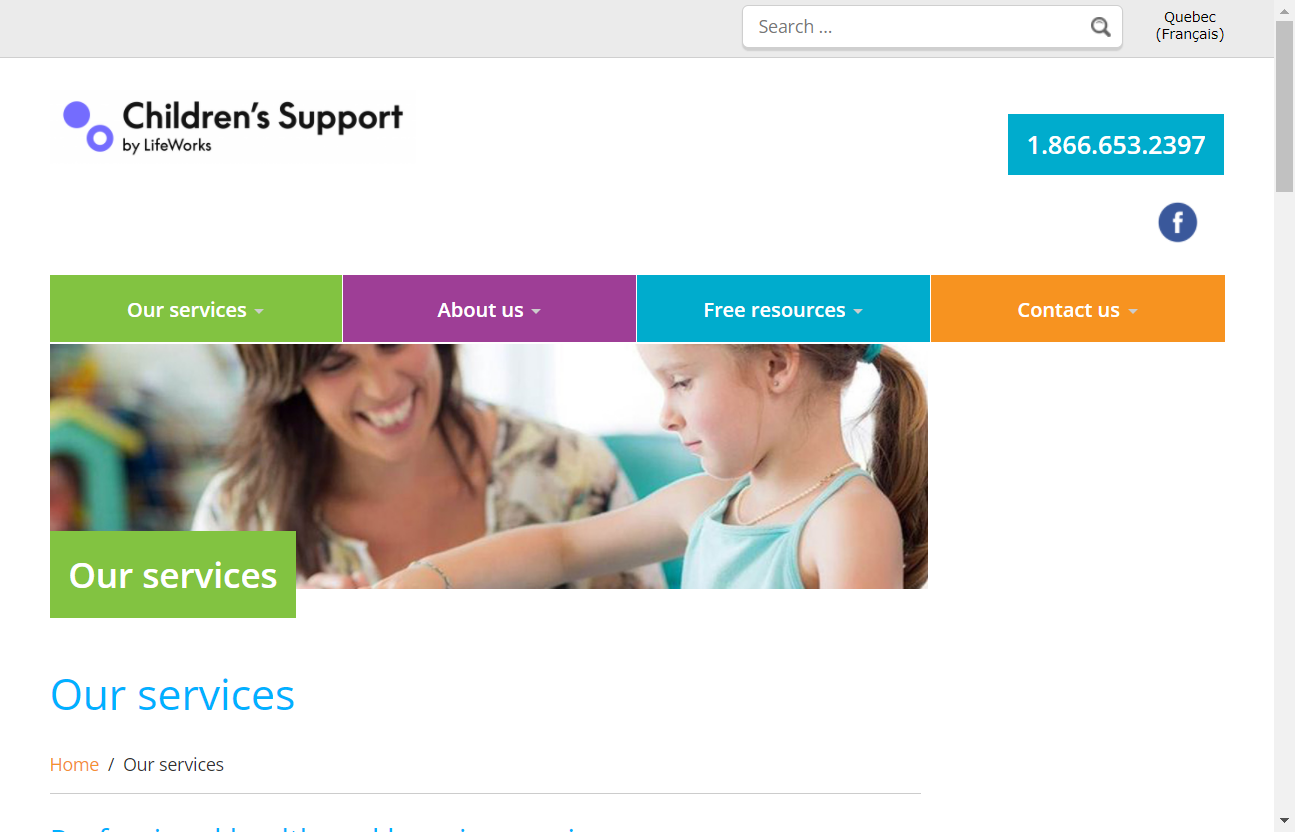 Search ...
Quebec
(Français)
Children's Support
by LifeWorks
1.866.653.2397
f
Our services
About us
Free resources
Contact us
Our services
Our services
Home / Our services